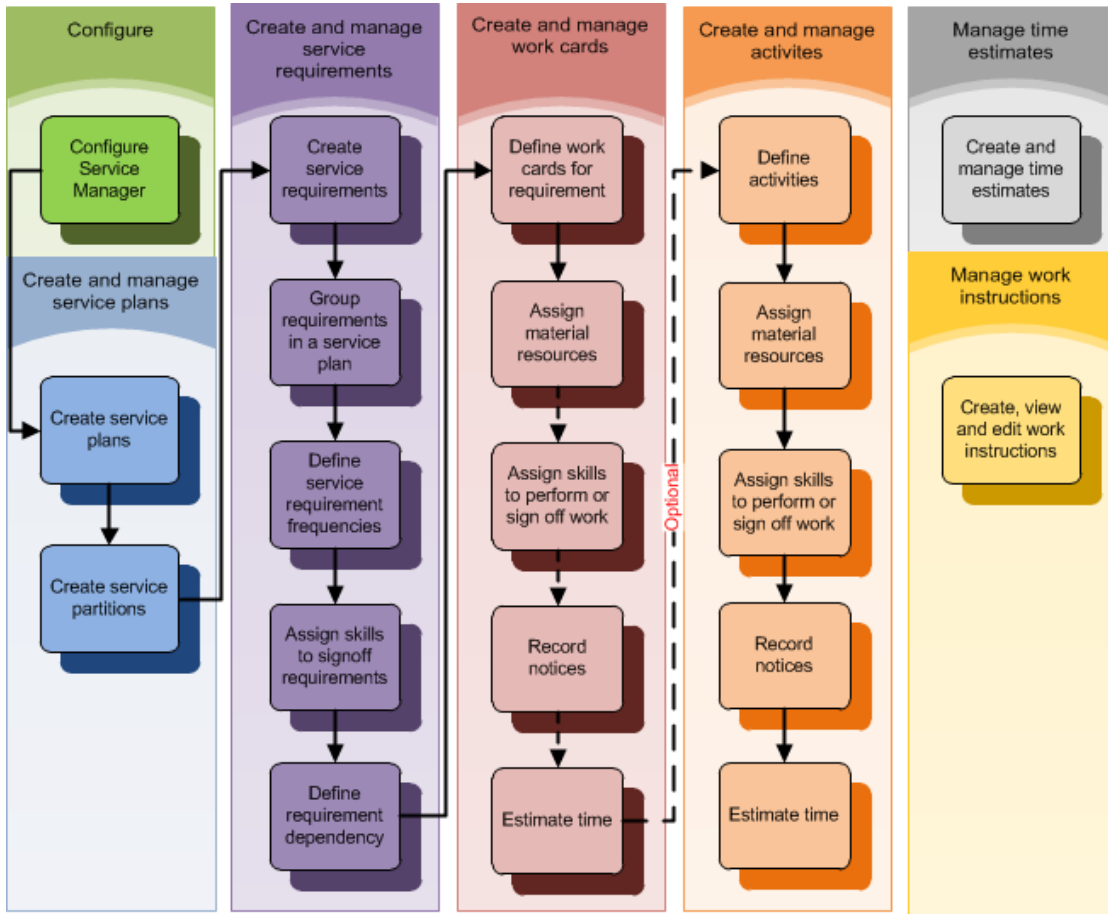 Configure
Configure
Service
Manager
Create and manage
service plans
Create service
plans
Create service
partitions
Create and manage
service
requirements
Create
service
requirements
Group
requirements
in a service
plan
Define
service
requirement
frequencies
Assign skills
to signoff
requirements
Define
requirement
dependency
Create and manage
work cards
Define work
cards for
requirement
Assign
material
resources
Assign skills
to perform or
sign off work
Record
notices
Estimate time
Optional
Create and manage
activites
Define
activities
Assign
material
resources
Assign skills
to perform or
sign off work
Record
notices
Estimate time
Manage time
estimates
Create and
manage time
estimates
Manage work
instructions
Create, view
and edit work
instructions